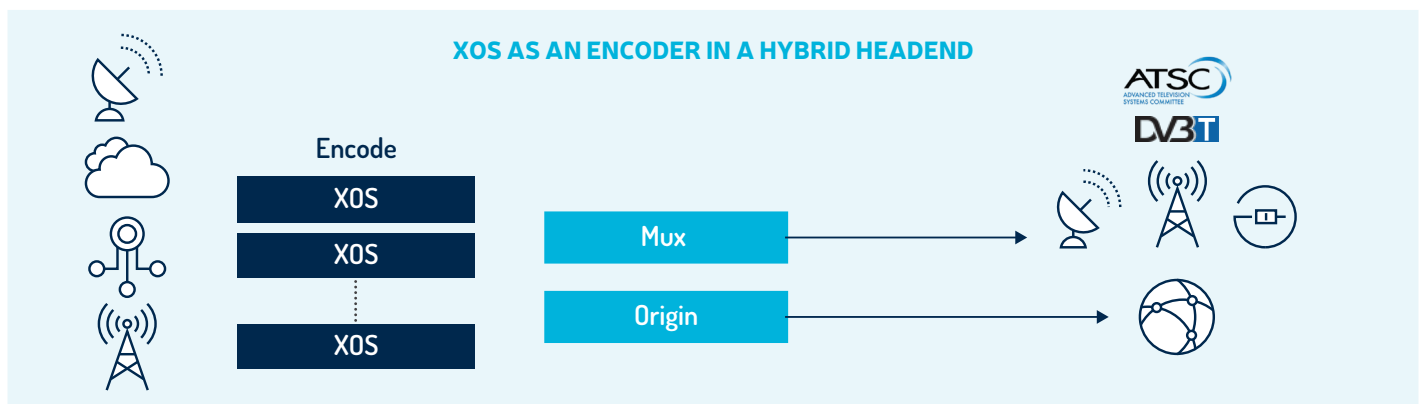 XOS AS AN ENCODER IN A HYBRID HEADEND
ATSC
ADVANCED TELEVISION
SYSTEMS COMMITTEE
DVB T
Encode
XOS
XOS
XOS
Mux
Origin